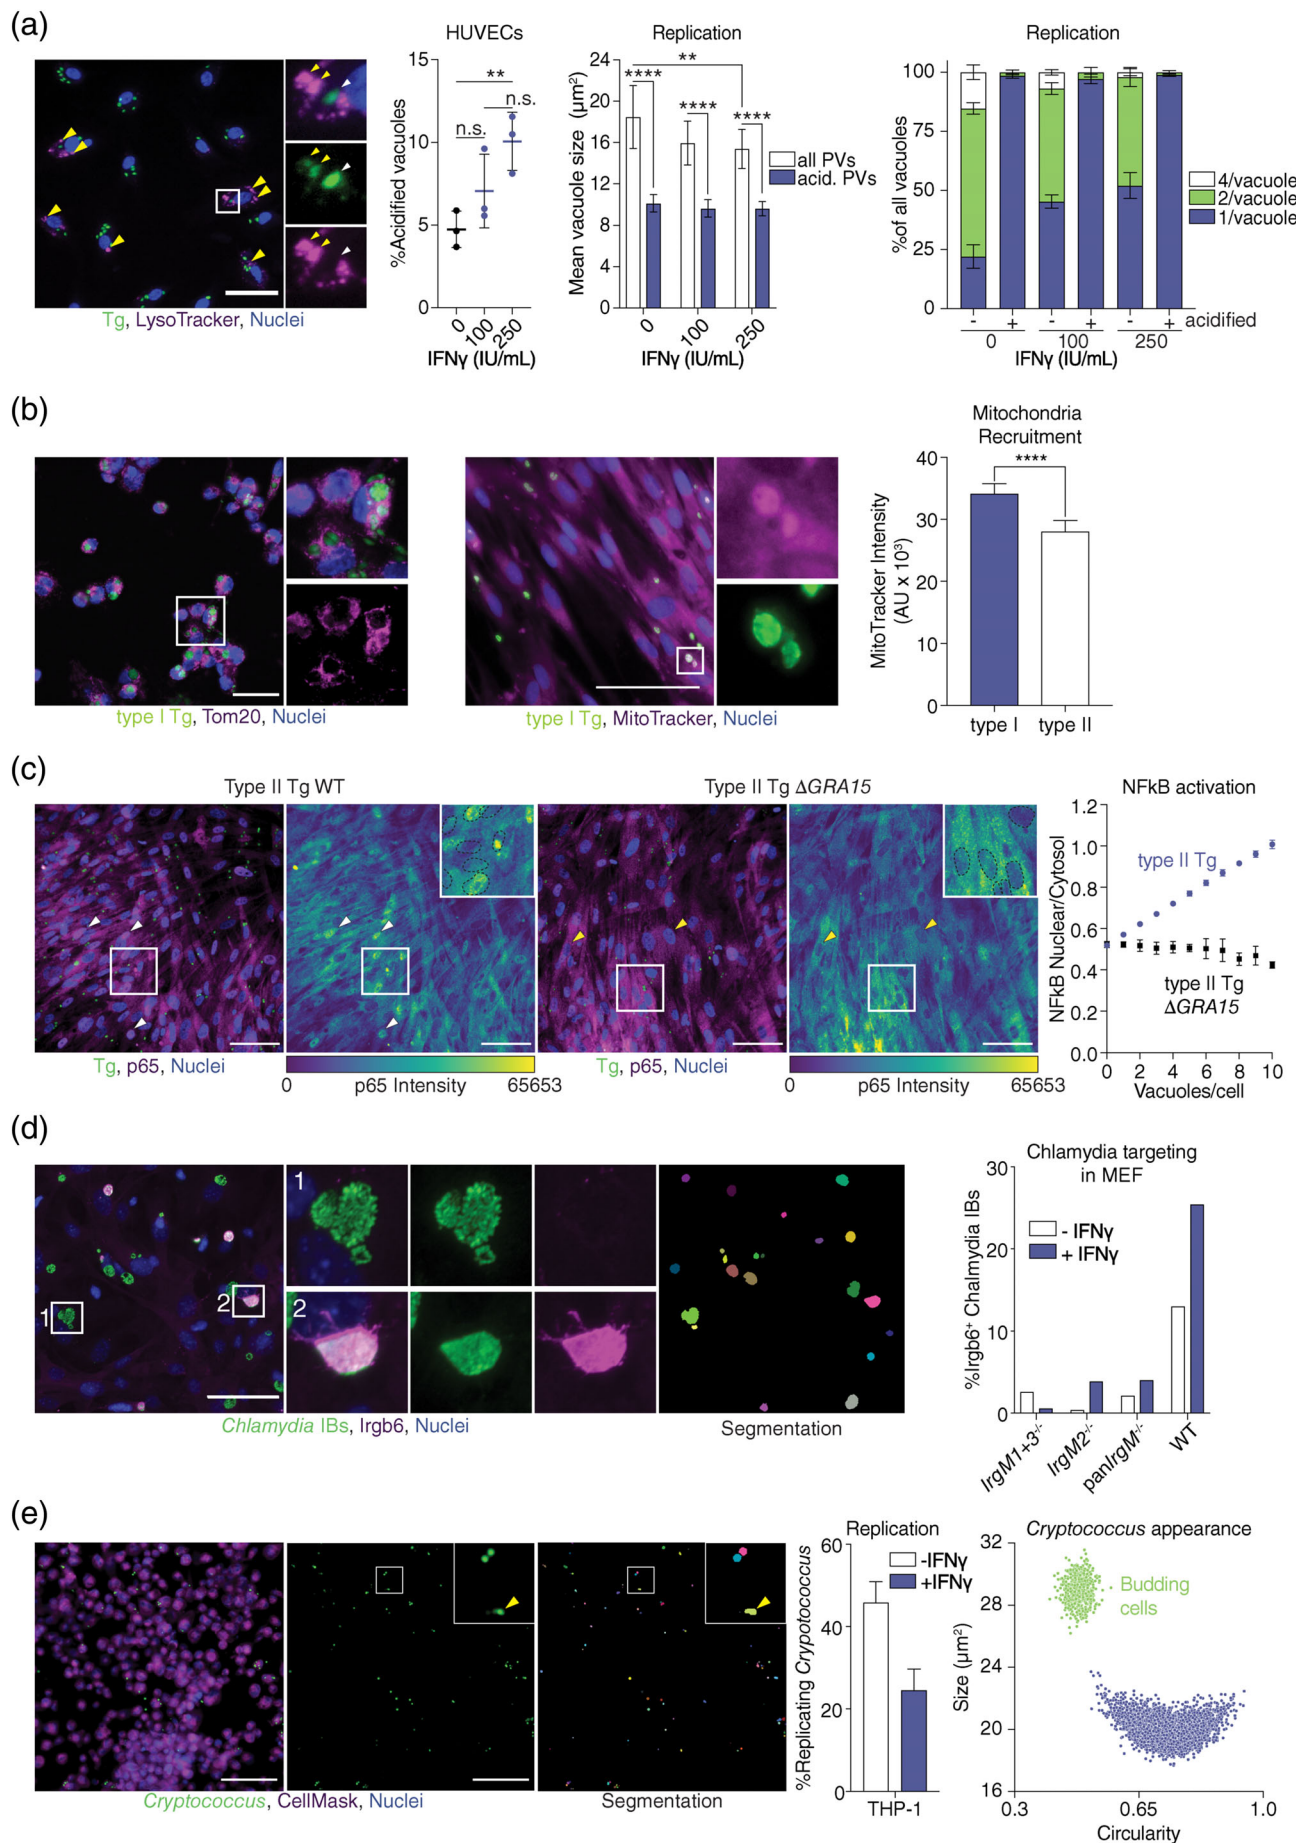 (a)
HUVECs
Replication
Replication
15
10
5
0
%Acidified vacuoles
**
n.s.
n.s.
0
100
250
IFNγ (IU/mL)
24
20
16
12
8
4
0
Mean vacuole size (μm²)
**
****
****
****
all PVs
acid. PVs
0
100
250
IFNγ (IU/mL)
100
75
50
25
0
%of all vacuoles
4/vacuole
2/vacuole
1/vacuole
- + - + - + acidified
0 100 250
IFNγ (IU/mL)
Tg, LysoTracker, Nuclei
(b)
type I Tg, Tom20, Nuclei
type I Tg, MitoTracker, Nuclei
Mitochondria
Recruitment
40
30
20
10
0
MitoTracker Intensity
(AU x 10³)
****
type I type II
(c)
Type II Tg WT
Type II Tg ΔGRA15
Tg, p65, Nuclei
0 p65 Intensity 65653
Tg, p65, Nuclei
0 p65 Intensity 65653
NFkB activation
1.2
1.0
0.8
0.6
0.4
0.2
0.0
NFkB Nuclear/Cytosol
type II Tg
type II Tg
ΔGRA15
0 2 4 6 8 10
Vacuoles/cell
(d)
1
2
1
2
Chlamydia IBs, Irgb6, Nuclei
Segmentation
Chlamydia targeting
in MEF
30
20
10
0
%Irgb6⁺ Chalmydia IBs
- IFNγ
+ IFNγ
IrgM1+3⁻/⁻
IrgM2⁻/⁻
panIrgM⁻/⁻
WT
(e)
Cryptococcus, CellMask, Nuclei
Segmentation
Replication
60
40
20
0
%Replicating Crypotococcus
-IFNγ
+IFNγ
THP-1
Cryptococcus appearance
32
28
24
20
16
Size (μm²)
Budding
cells
0.3 0.65 1.0
Circularity